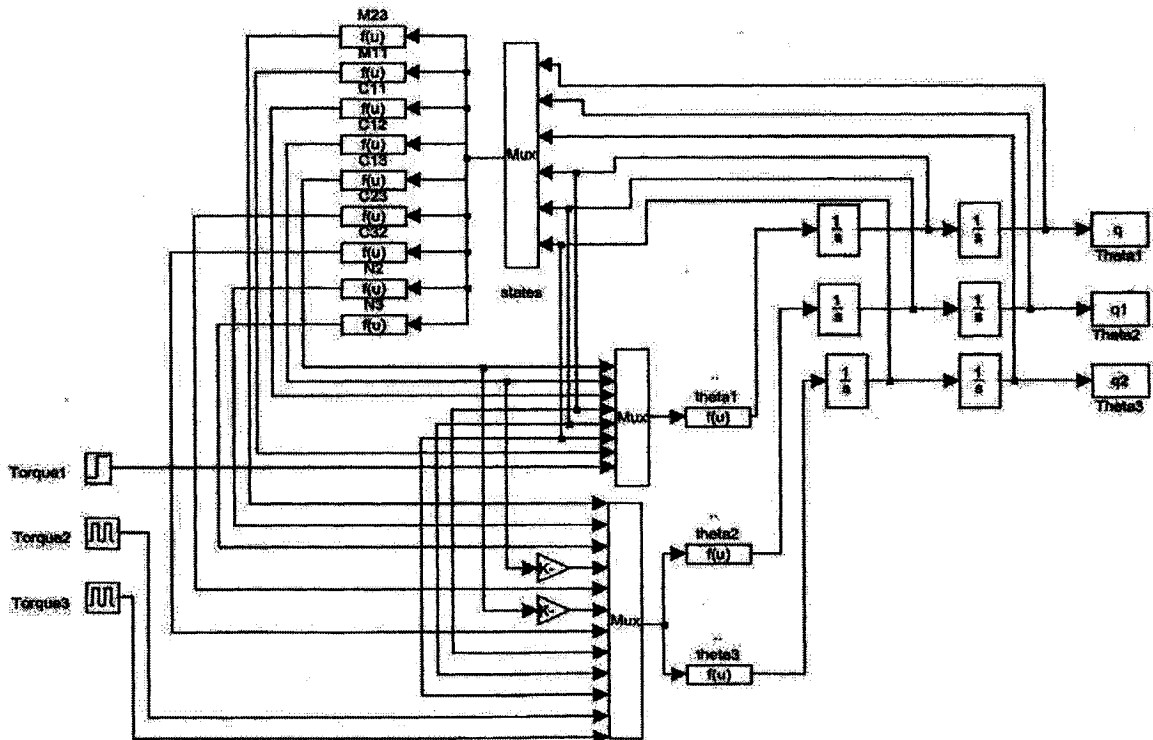 M23
f(u)
M11
f(u)
C11
f(u)
C12
f(u)
C13
f(u)
C23
f(u)
C32
f(u)
N2
f(u)
N3
f(u)
Mux
states
1
s
1
s
q
Theta1
1
s
1
s
q1
Theta2
1
s
1
s
q2
Theta3
Mux
theta1
f(u)
Torque1
Torque2
Torque3
K-
K-
Mux
theta2
f(u)
theta3
f(u)